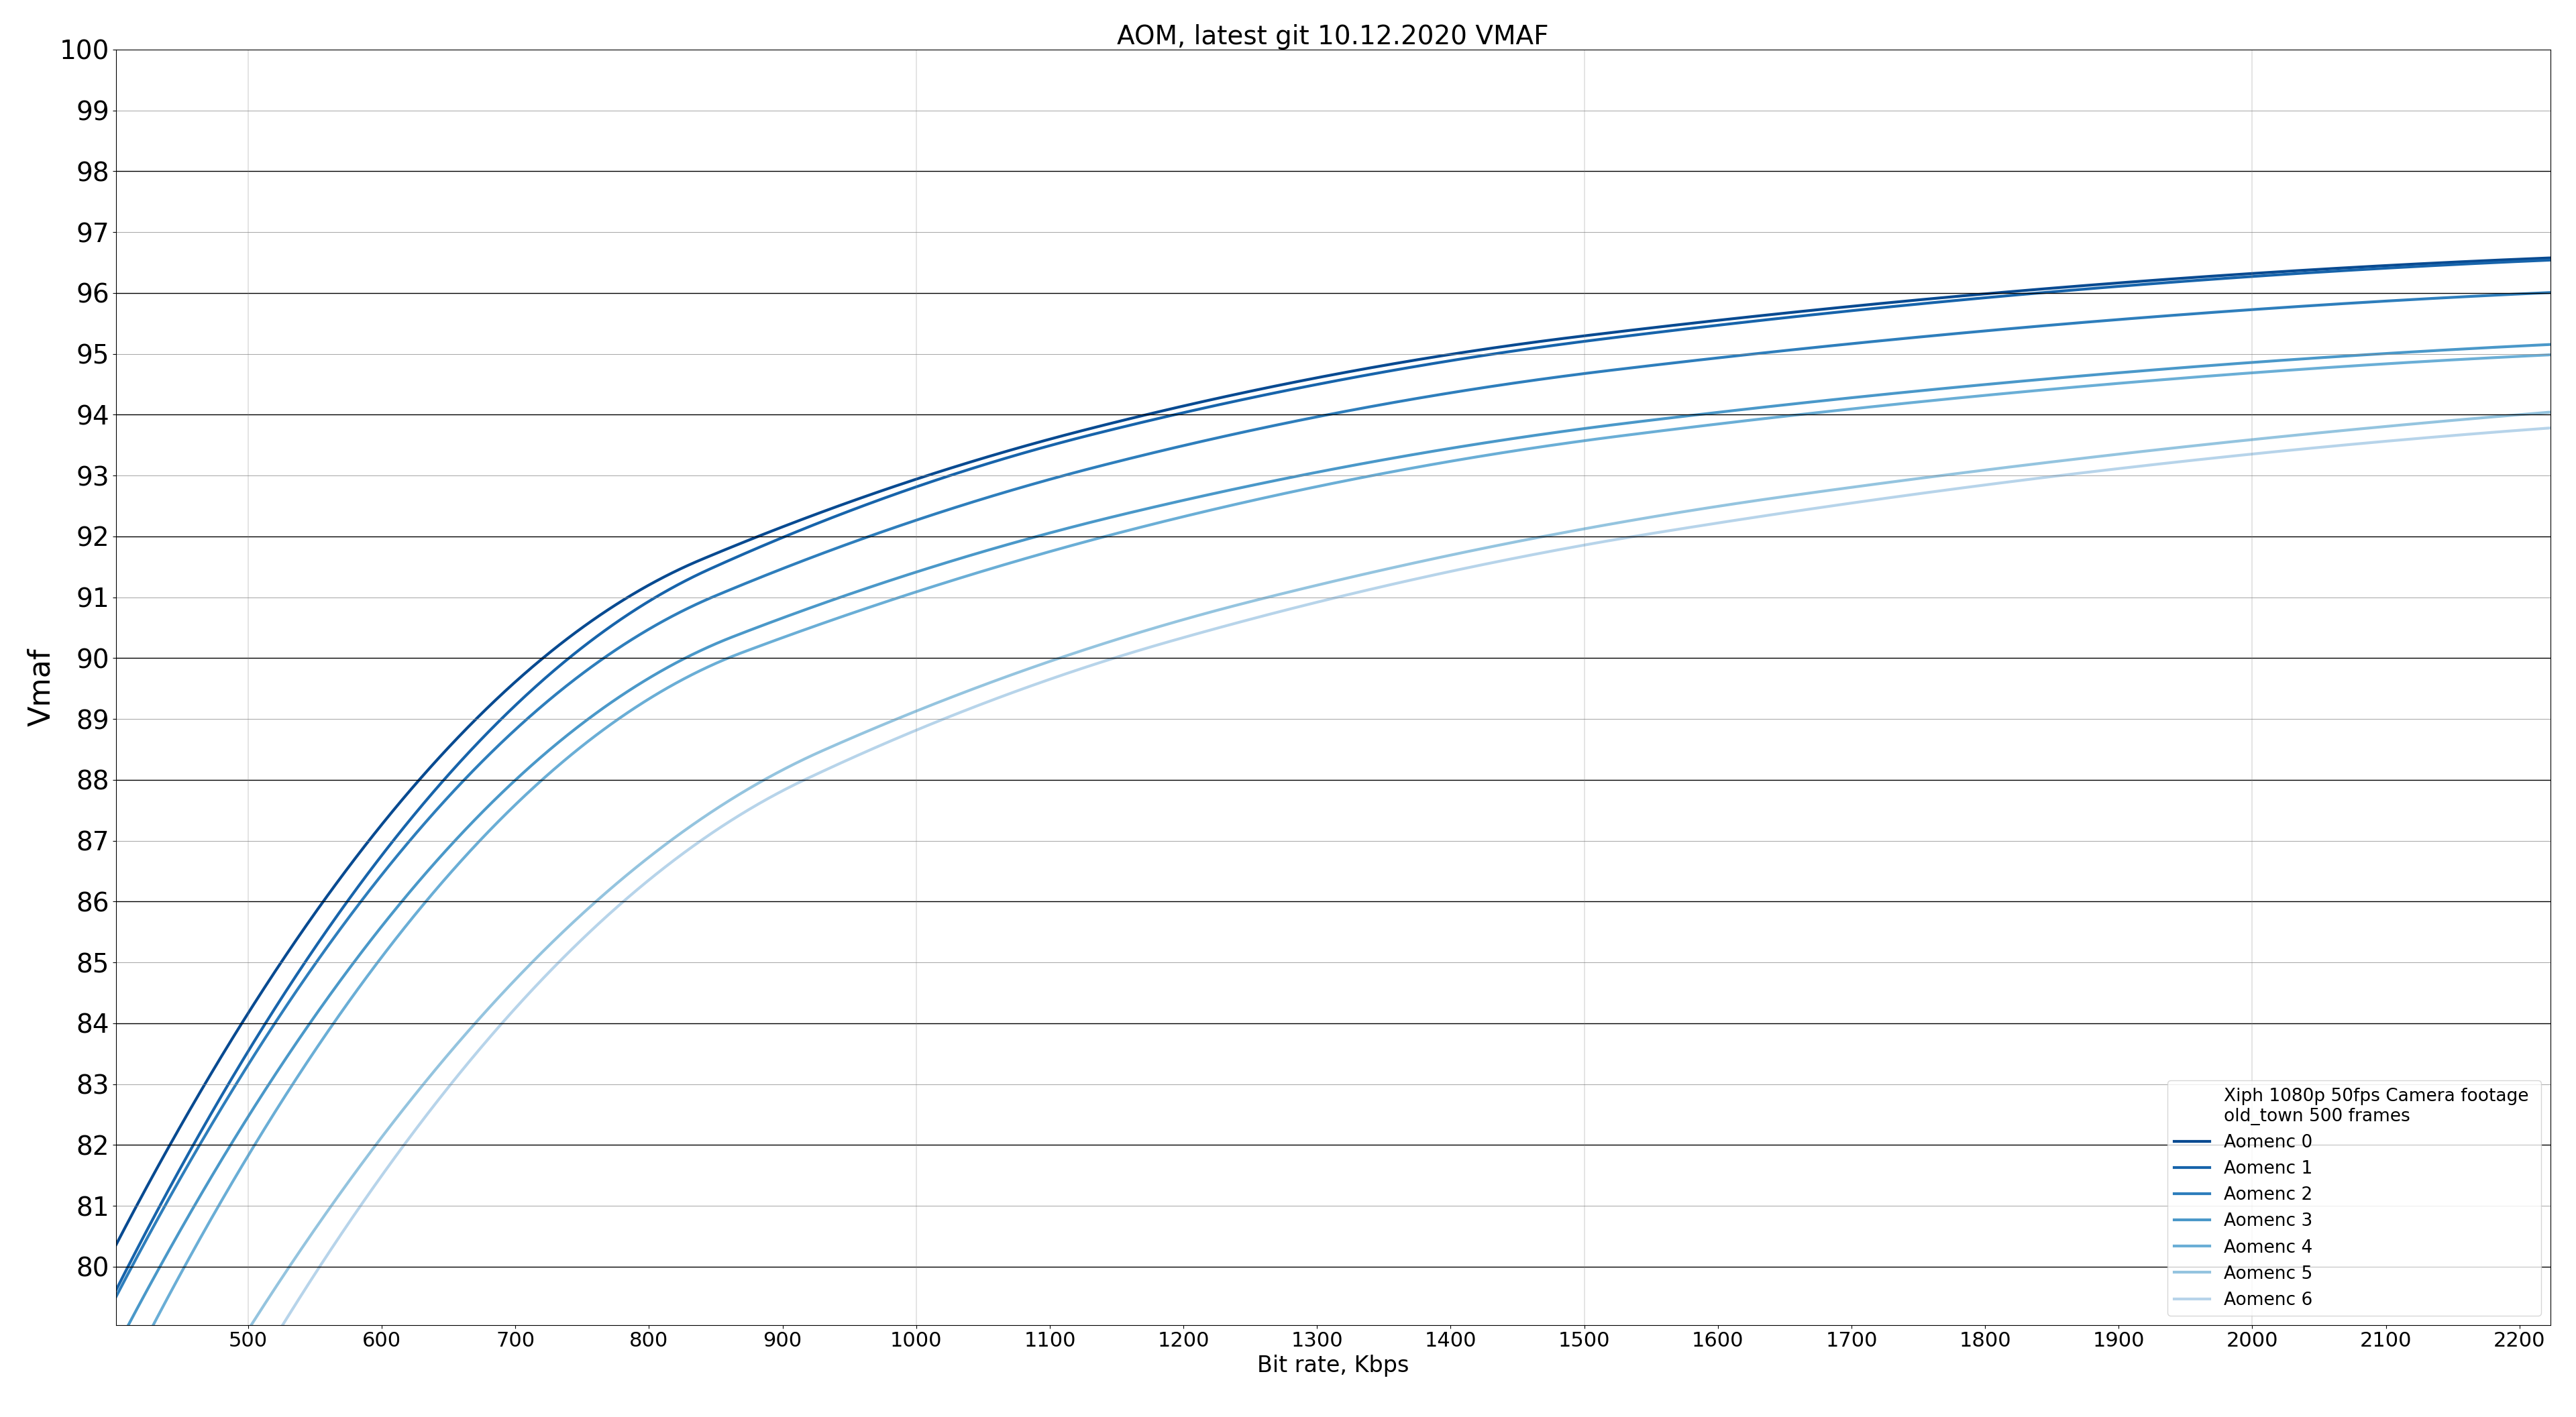 AOM, latest git 10.12.2020 VMAF
100
99
98
97
96
95
94
93
92
91
90
89
88
87
86
85
84
83
82
81
80
Vmaf
Xiph 1080p 50fps Camera footage
old_town 500 frames
Aomenc 0
Aomenc 1
Aomenc 2
Aomenc 3
Aomenc 4
Aomenc 5
Aomenc 6
500 600 700 800 900 1000 1100 1200 1300 1400 1500 1600 1700 1800 1900 2000 2100 2200
Bit rate, Kbps